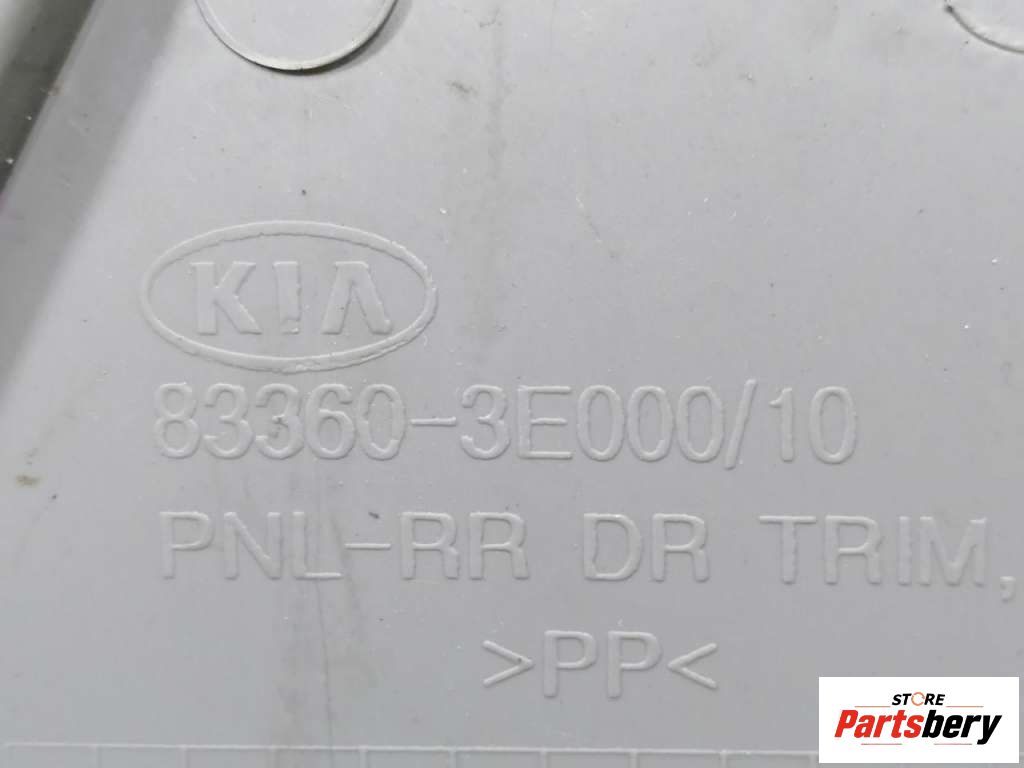 KIA
83360-3E000/10
PNL-RR DR TRIM,
>PP<
STORE
Partsbery